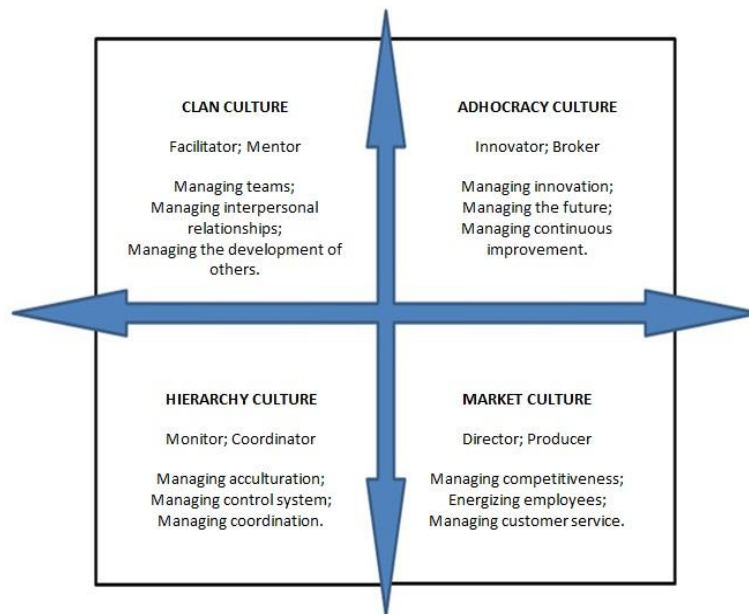 CLAN CULTURE
Facilitator; Mentor
Managing teams;
Managing interpersonal
relationships;
Managing the development of
others.
ADHOCRACY CULTURE
Innovator; Broker
Managing innovation;
Managing the future;
Managing continuous
improvement.
HIERARCHY CULTURE
Monitor; Coordinator
Managing acculturation;
Managing control system;
Managing coordination.
MARKET CULTURE
Director; Producer
Managing competitiveness;
Energizing employees;
Managing customer service.